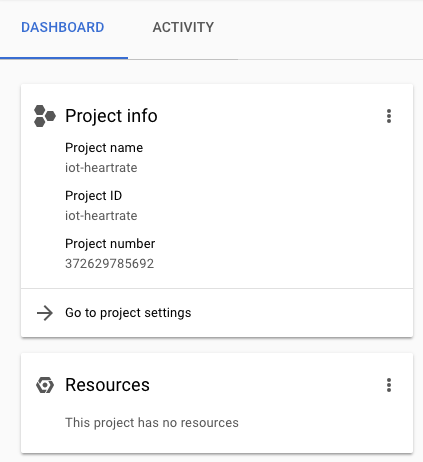 DASHBOARD ACTIVITY
Project info
Project name
iot-heartrate
Project ID
iot-heartrate
Project number
372629785692
Go to project settings
Resources
This project has no resources